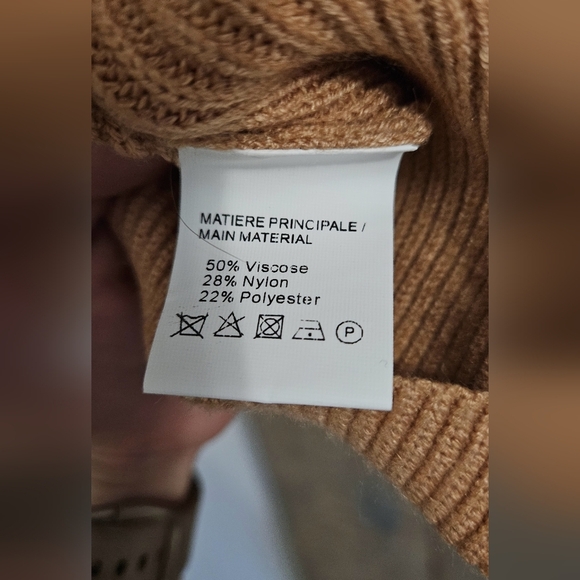 MATIERE PRINCIPALE /
MAIN MATERIAL
50% Viscose
28% Nylon
22% Polyester
P